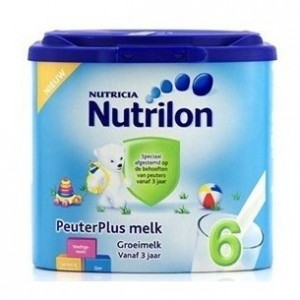 NIEUW
NUTRICIA
Nutrilon
Speciaal
afgestemd op
de behoeften
van peuters
vanaf 3 jaar
PeuterPlus melk
Groeimelk
Vanaf 3 jaar
6